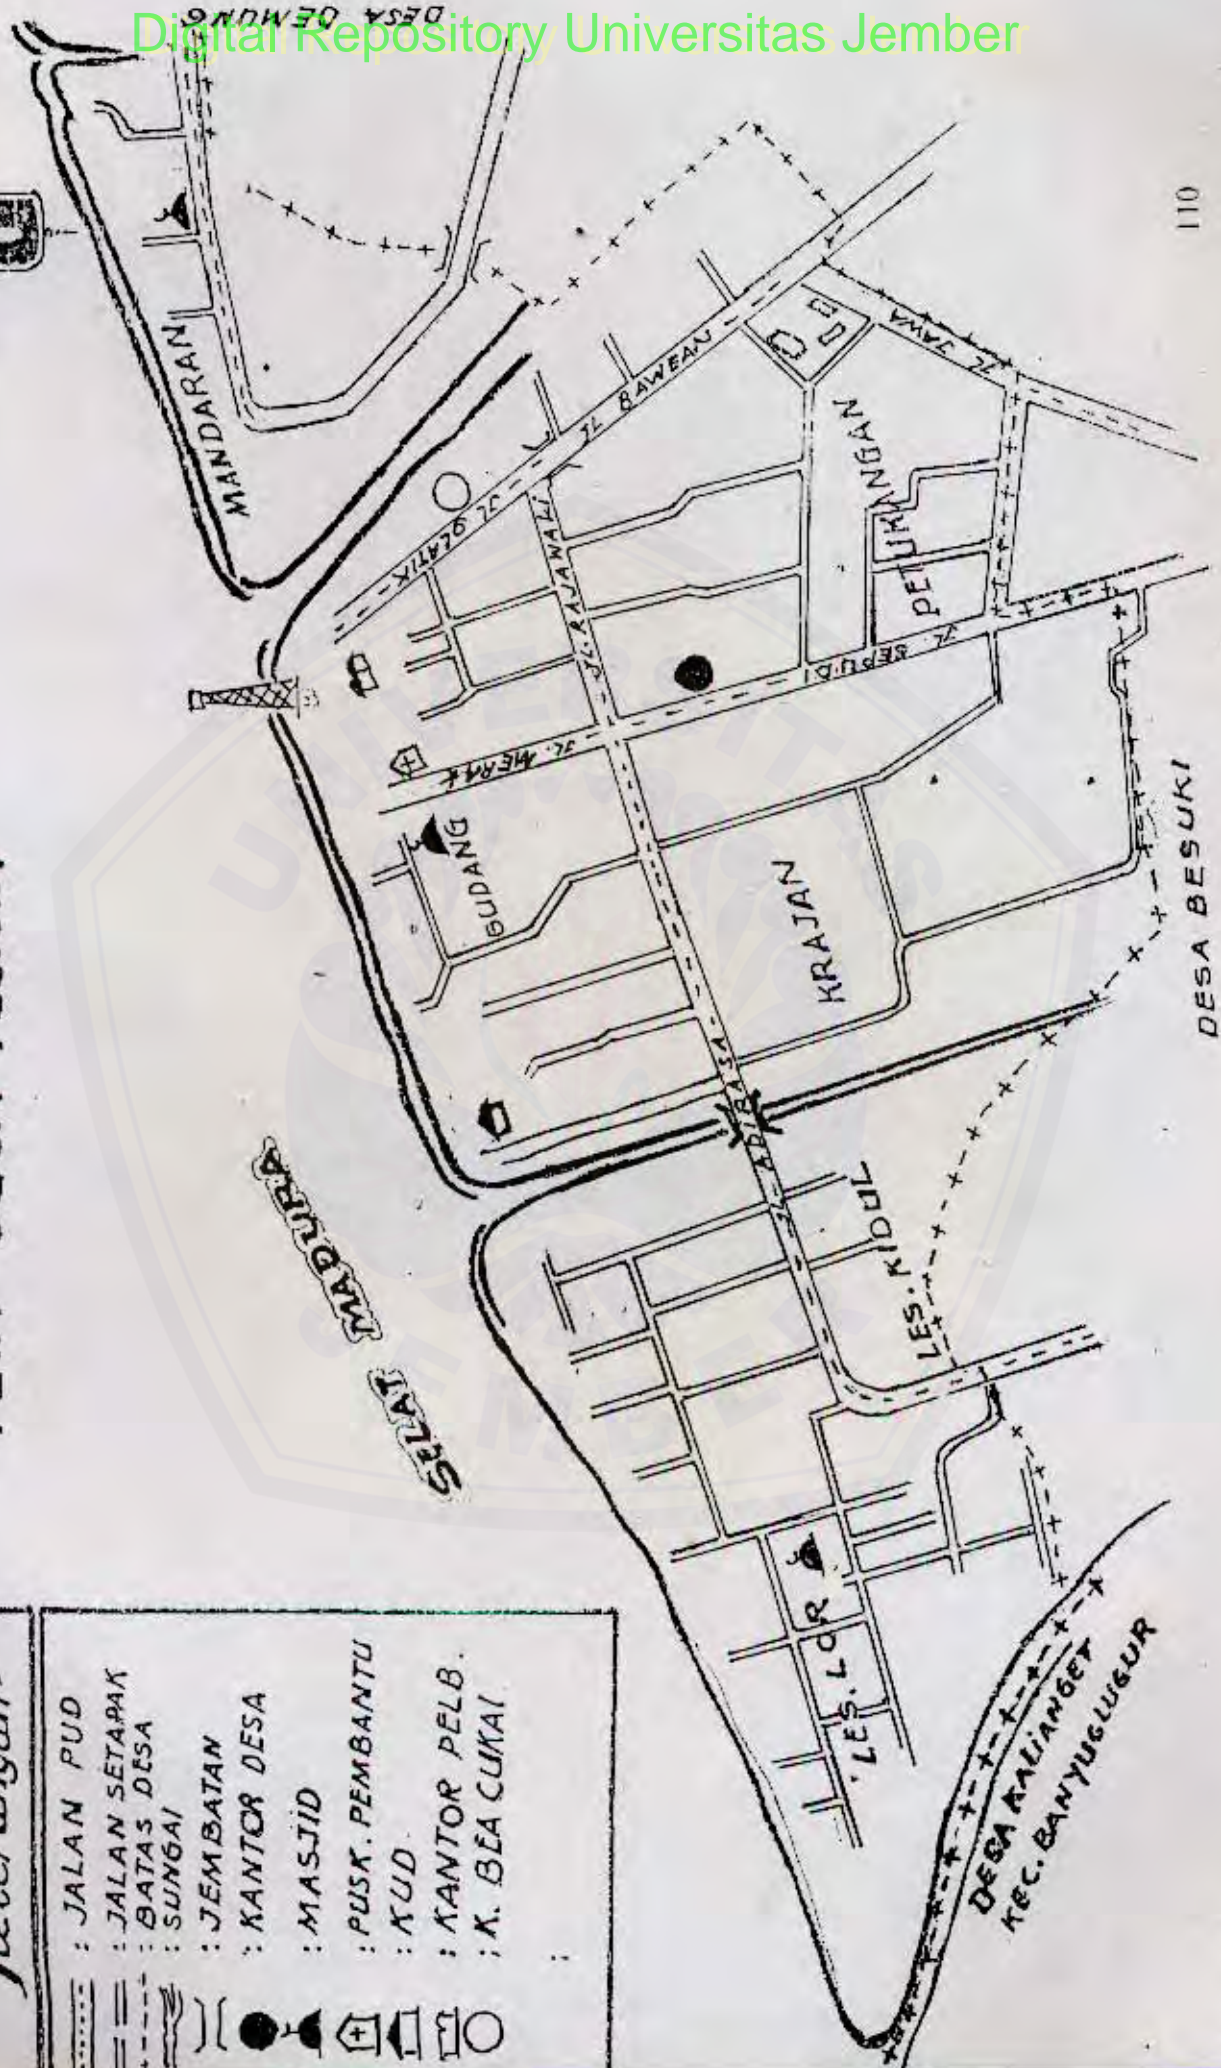 Digital Repository Universitas Jember
DESA DEMUNG
MANDARAN
SELAT MADURA
JL GLATIK
JL BAWEAN
JL JAWA
JL. RAJAWALI
JL. MERAK
JL. SEPUDI
PETUKANGAN
GUDANG
KRAJAN
JL. ADIRASA
LES. KIDUL
LES. LOR
DESA BESUKI
DESA KALIANGET
KEC. BANYUGLUGUR
: JALAN PUD
: JALAN SETAPAK
: BATAS DESA
: SUNGAI
: JEMBATAN
: KANTOR DESA
: MASJID
: PUSK. PEMBANTU
: KUD
: KANTOR PELB.
: K. BEA CUKAI
:
110